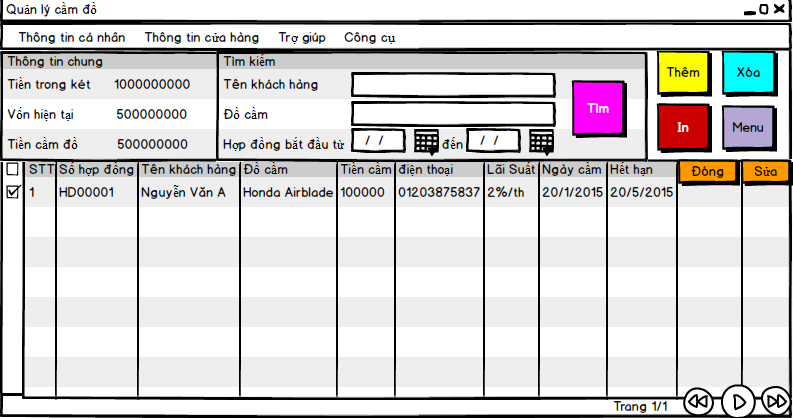 Quản lý cầm đồ
Thông tin cá nhân Thông tin cửa hàng Trợ giúp Công cụ
Thông tin chung
Tiền trong két 1000000000
Vốn hiện tại 500000000
Tiền cầm đồ 500000000
Tìm kiếm
Tên khách hàng
Đồ cầm
Hợp đồng bắt đầu từ / / đến / /
Tìm
Thêm Xóa
In Menu
STT Số hợp đồng Tên khách hàng Đồ cầm Tiền cầm điện thoại Lãi Suất Ngày cầm Hết hạn Đóng Sửa
1 HD00001 Nguyễn Văn A Honda Airblade 100000 01203875837 2%/th 20/1/2015 20/5/2015
Trang 1/1